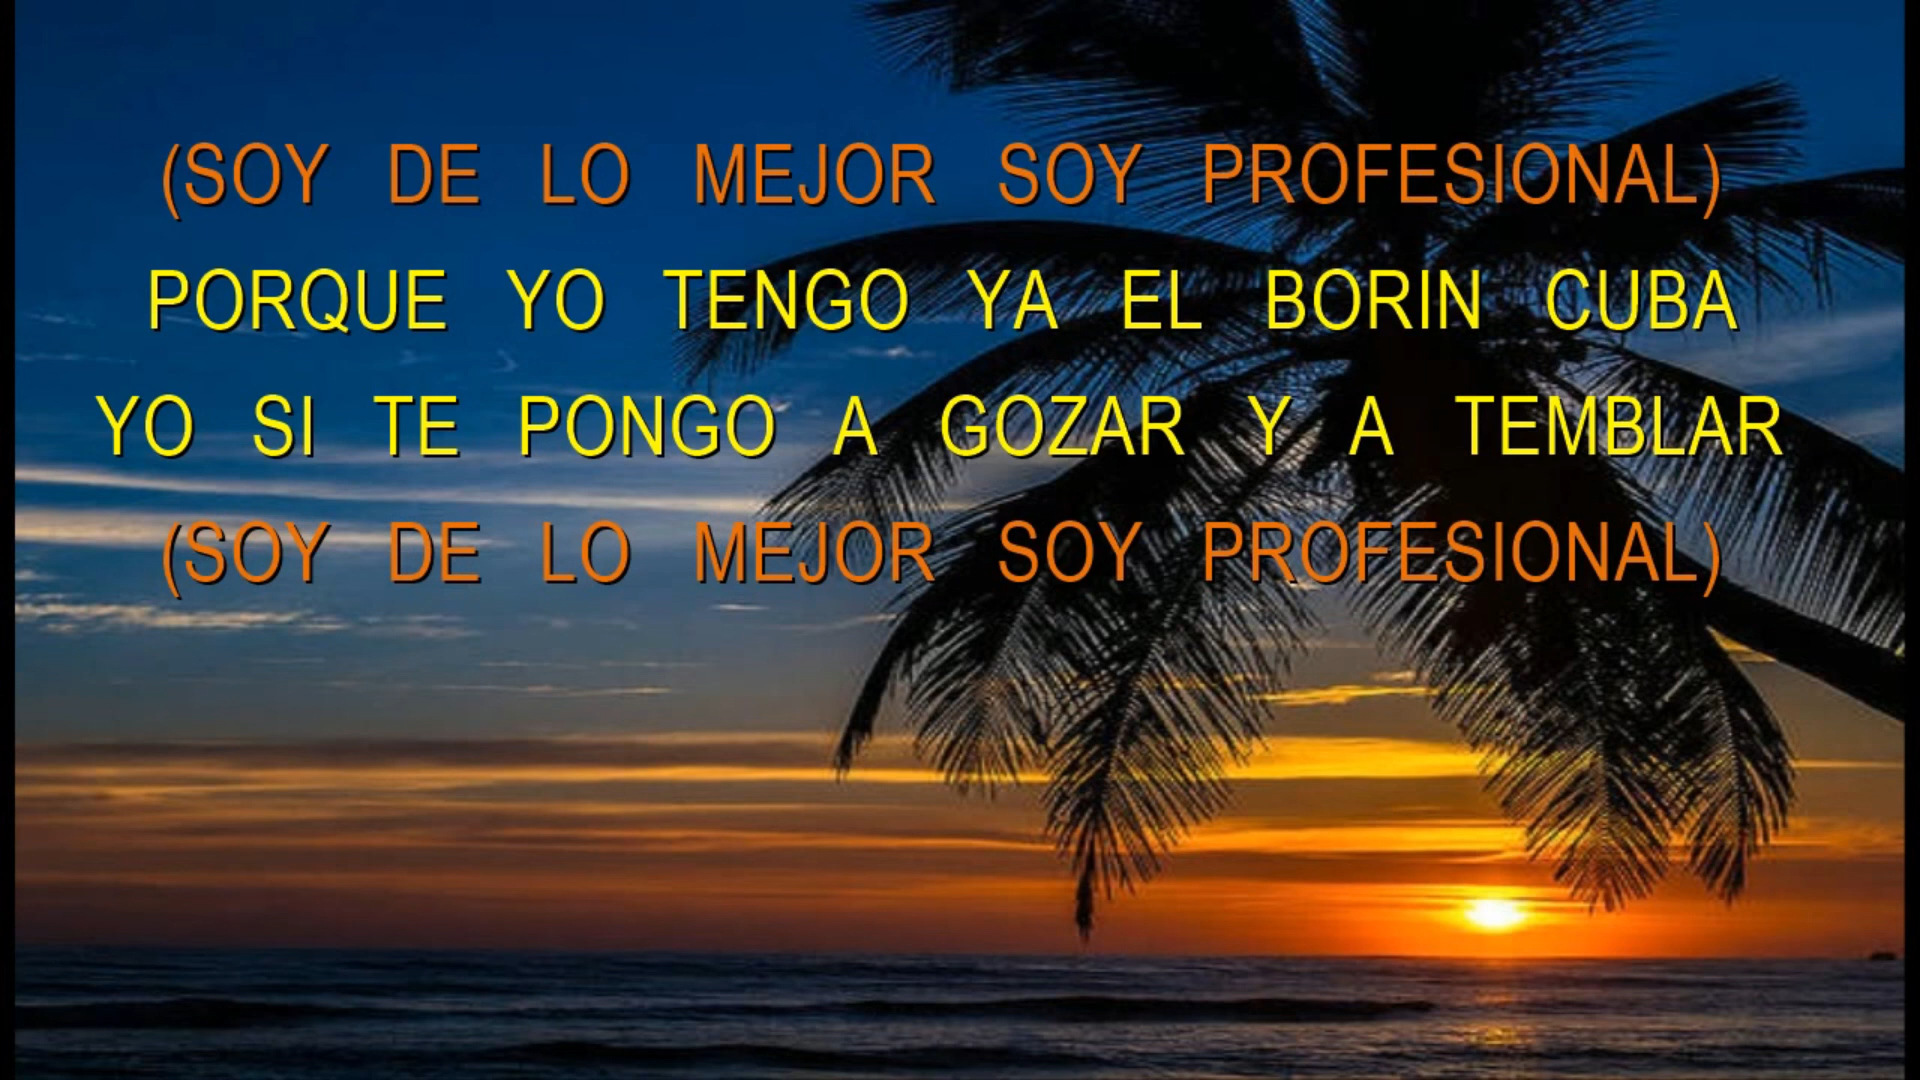 (SOY DE LO MEJOR SOY PROFESIONAL)
PORQUE YO TENGO YA EL BORIN CUBA
YO SI TE PONGO A GOZAR Y A TEMBLAR
(SOY DE LO MEJOR SOY PROFESIONAL)